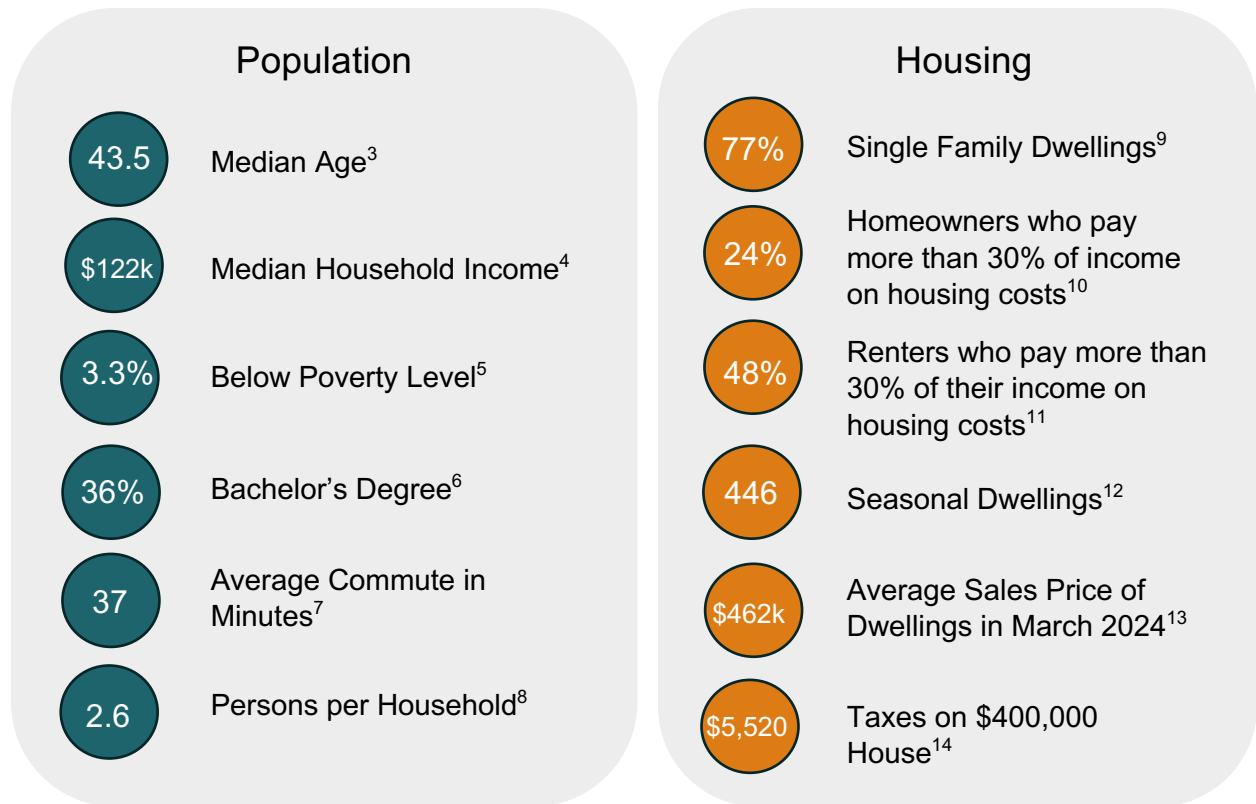 Population
43.5
Median Age³
$122k
Median Household Income⁴
3.3%
Below Poverty Level⁵
36%
Bachelor’s Degree⁶
37
Average Commute in
Minutes⁷
2.6
Persons per Household⁸
Housing
77%
Single Family Dwellings⁹
24%
Homeowners who pay
more than 30% of income
on housing costs¹⁰
48%
Renters who pay more than
30% of their income on
housing costs¹¹
446
Seasonal Dwellings¹²
$462k
Average Sales Price of
Dwellings in March 2024¹³
$5,520
Taxes on $400,000
House¹⁴